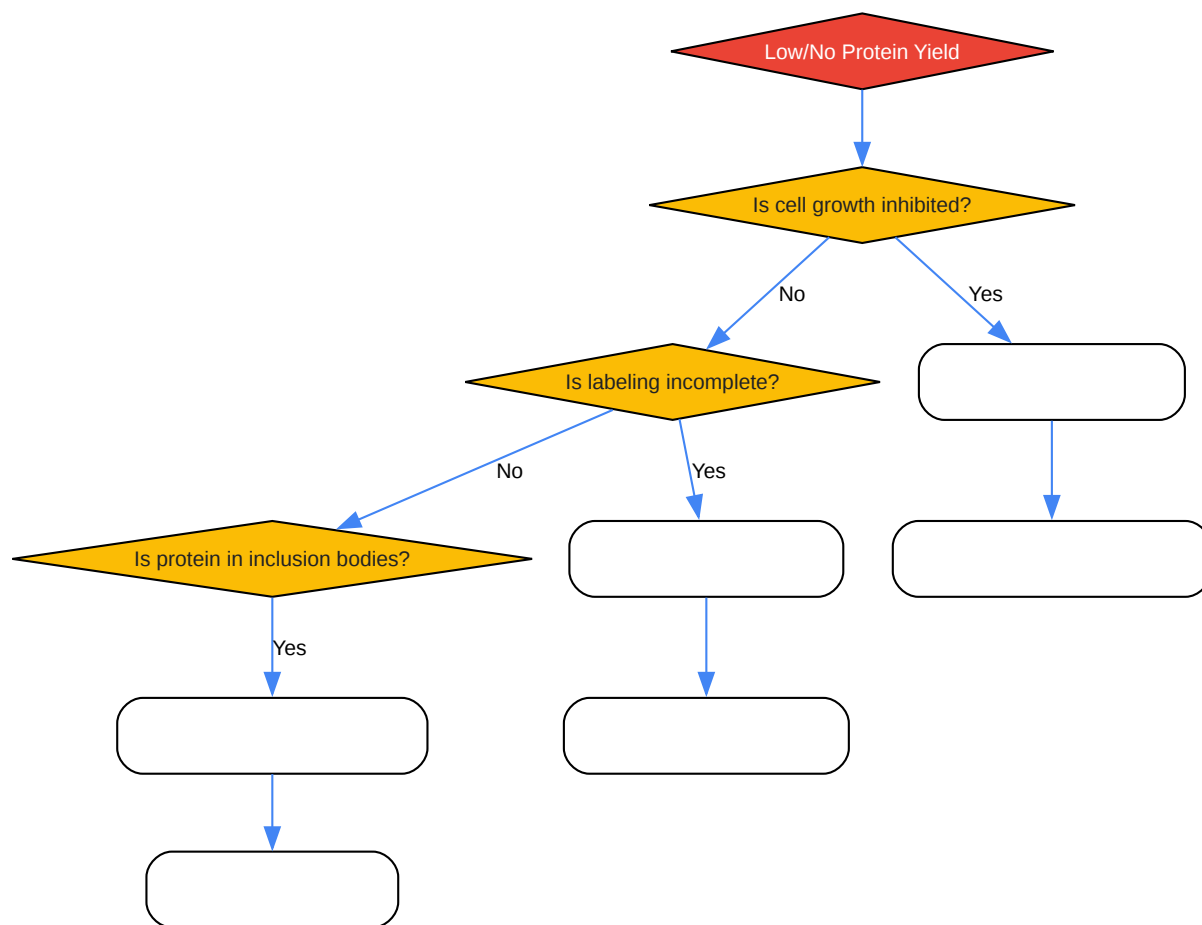 Low/No Protein Yield
Is cell growth inhibited?
No
Yes
Is labeling incomplete?
No
Yes
Is protein in inclusion bodies?
Yes